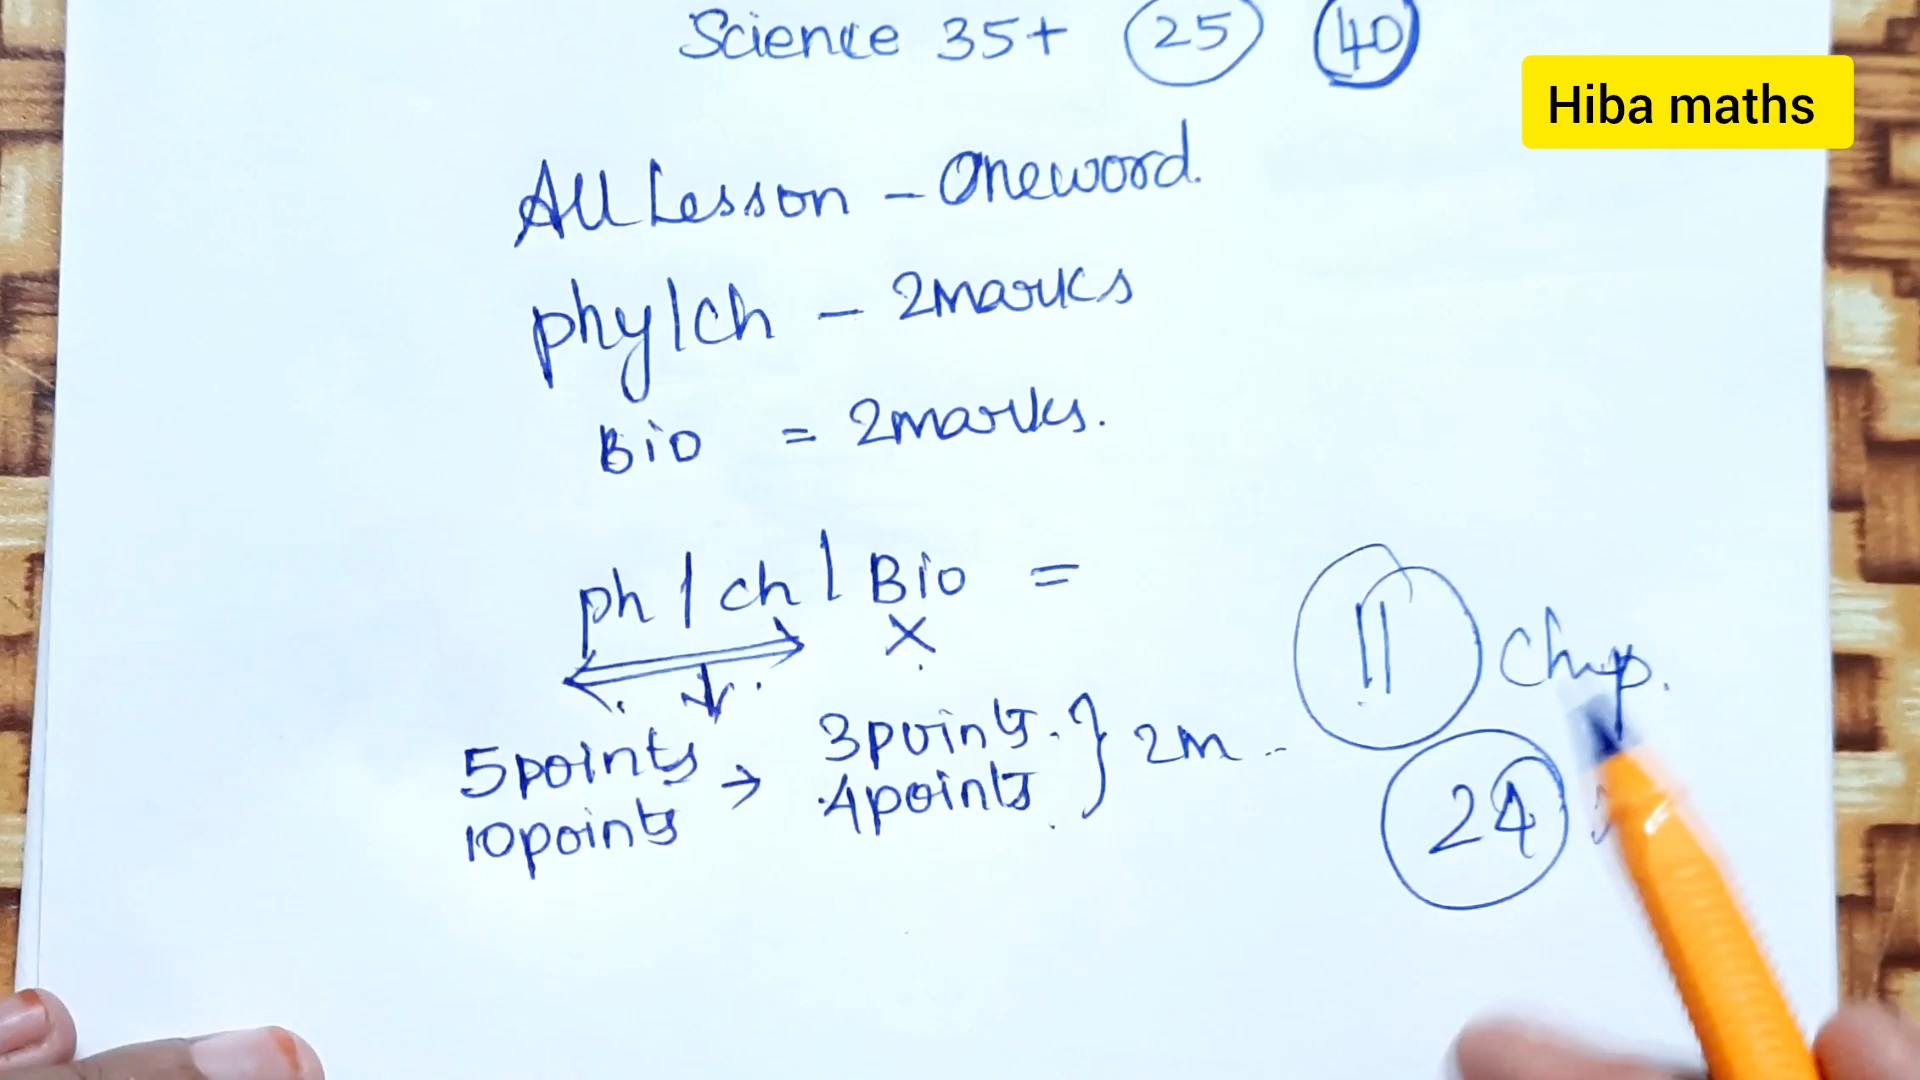 Science 35+ 25 40
Hiba maths
All Lesson - Oneword.
phy/ch - 2marks
Bio = 2marks.
ph / ch / Bio =
X
11 Chap.
5points → 3points. } 2m
10points 4points
24